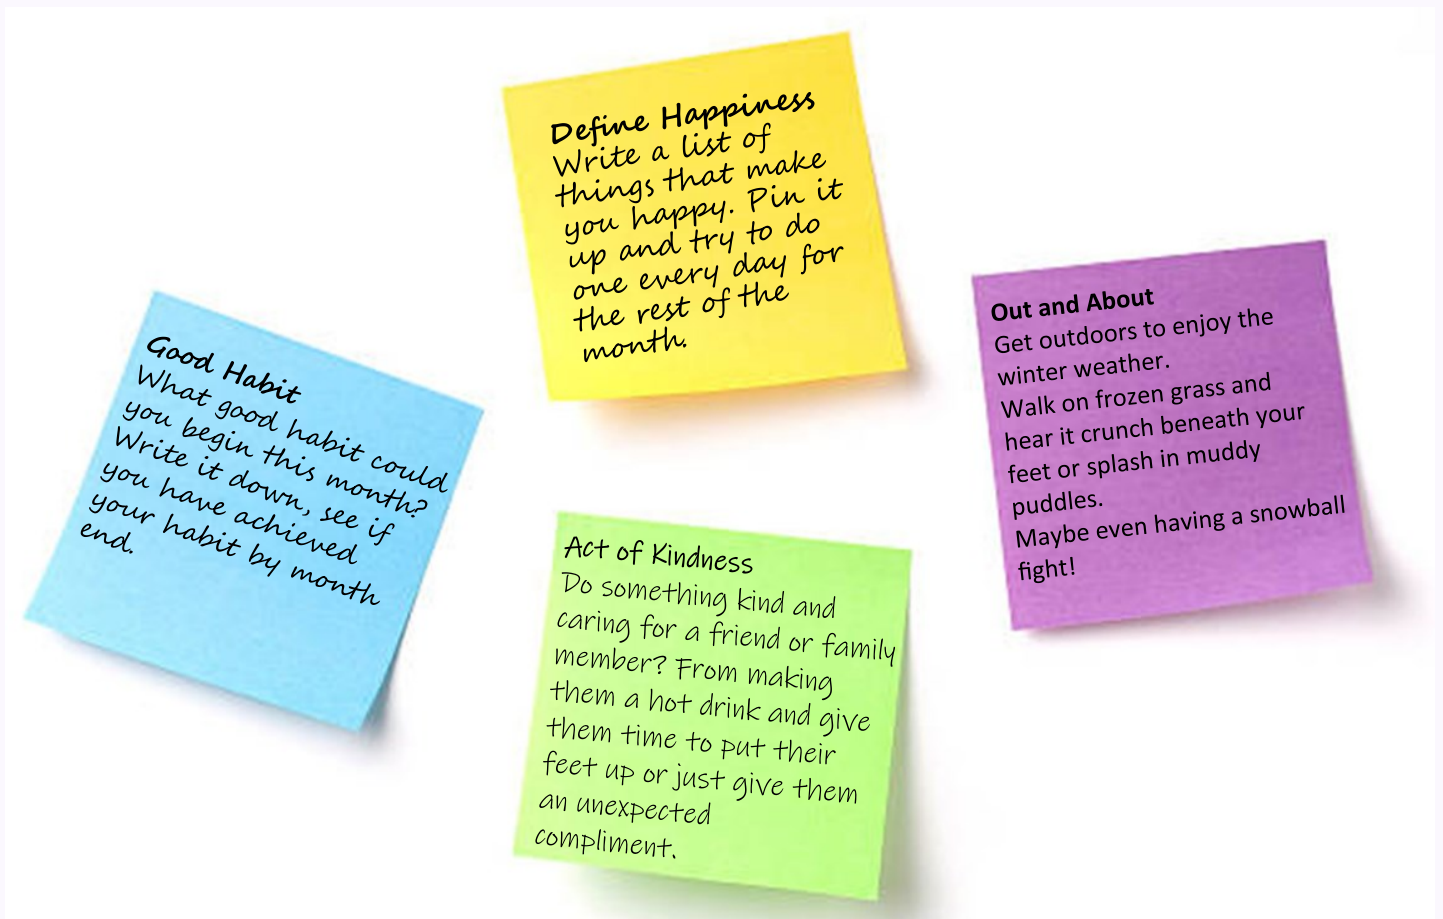 Define Happiness
Write a list of
things that make
you happy. Pin it
up and try to do
one every day for
the rest of the
month.
Good Habit
What good habit could
you begin this month?
Write it down, see if
you have achieved
your habit by month
end.
Out and About
Get outdoors to enjoy the
winter weather.
Walk on frozen grass and
hear it crunch beneath your
feet or splash in muddy
puddles.
Maybe even having a snowball
fight!
Act of Kindness
Do something kind and
caring for a friend or family
member? From making
them a hot drink and give
them time to put their
feet up or just give them
an unexpected
compliment.